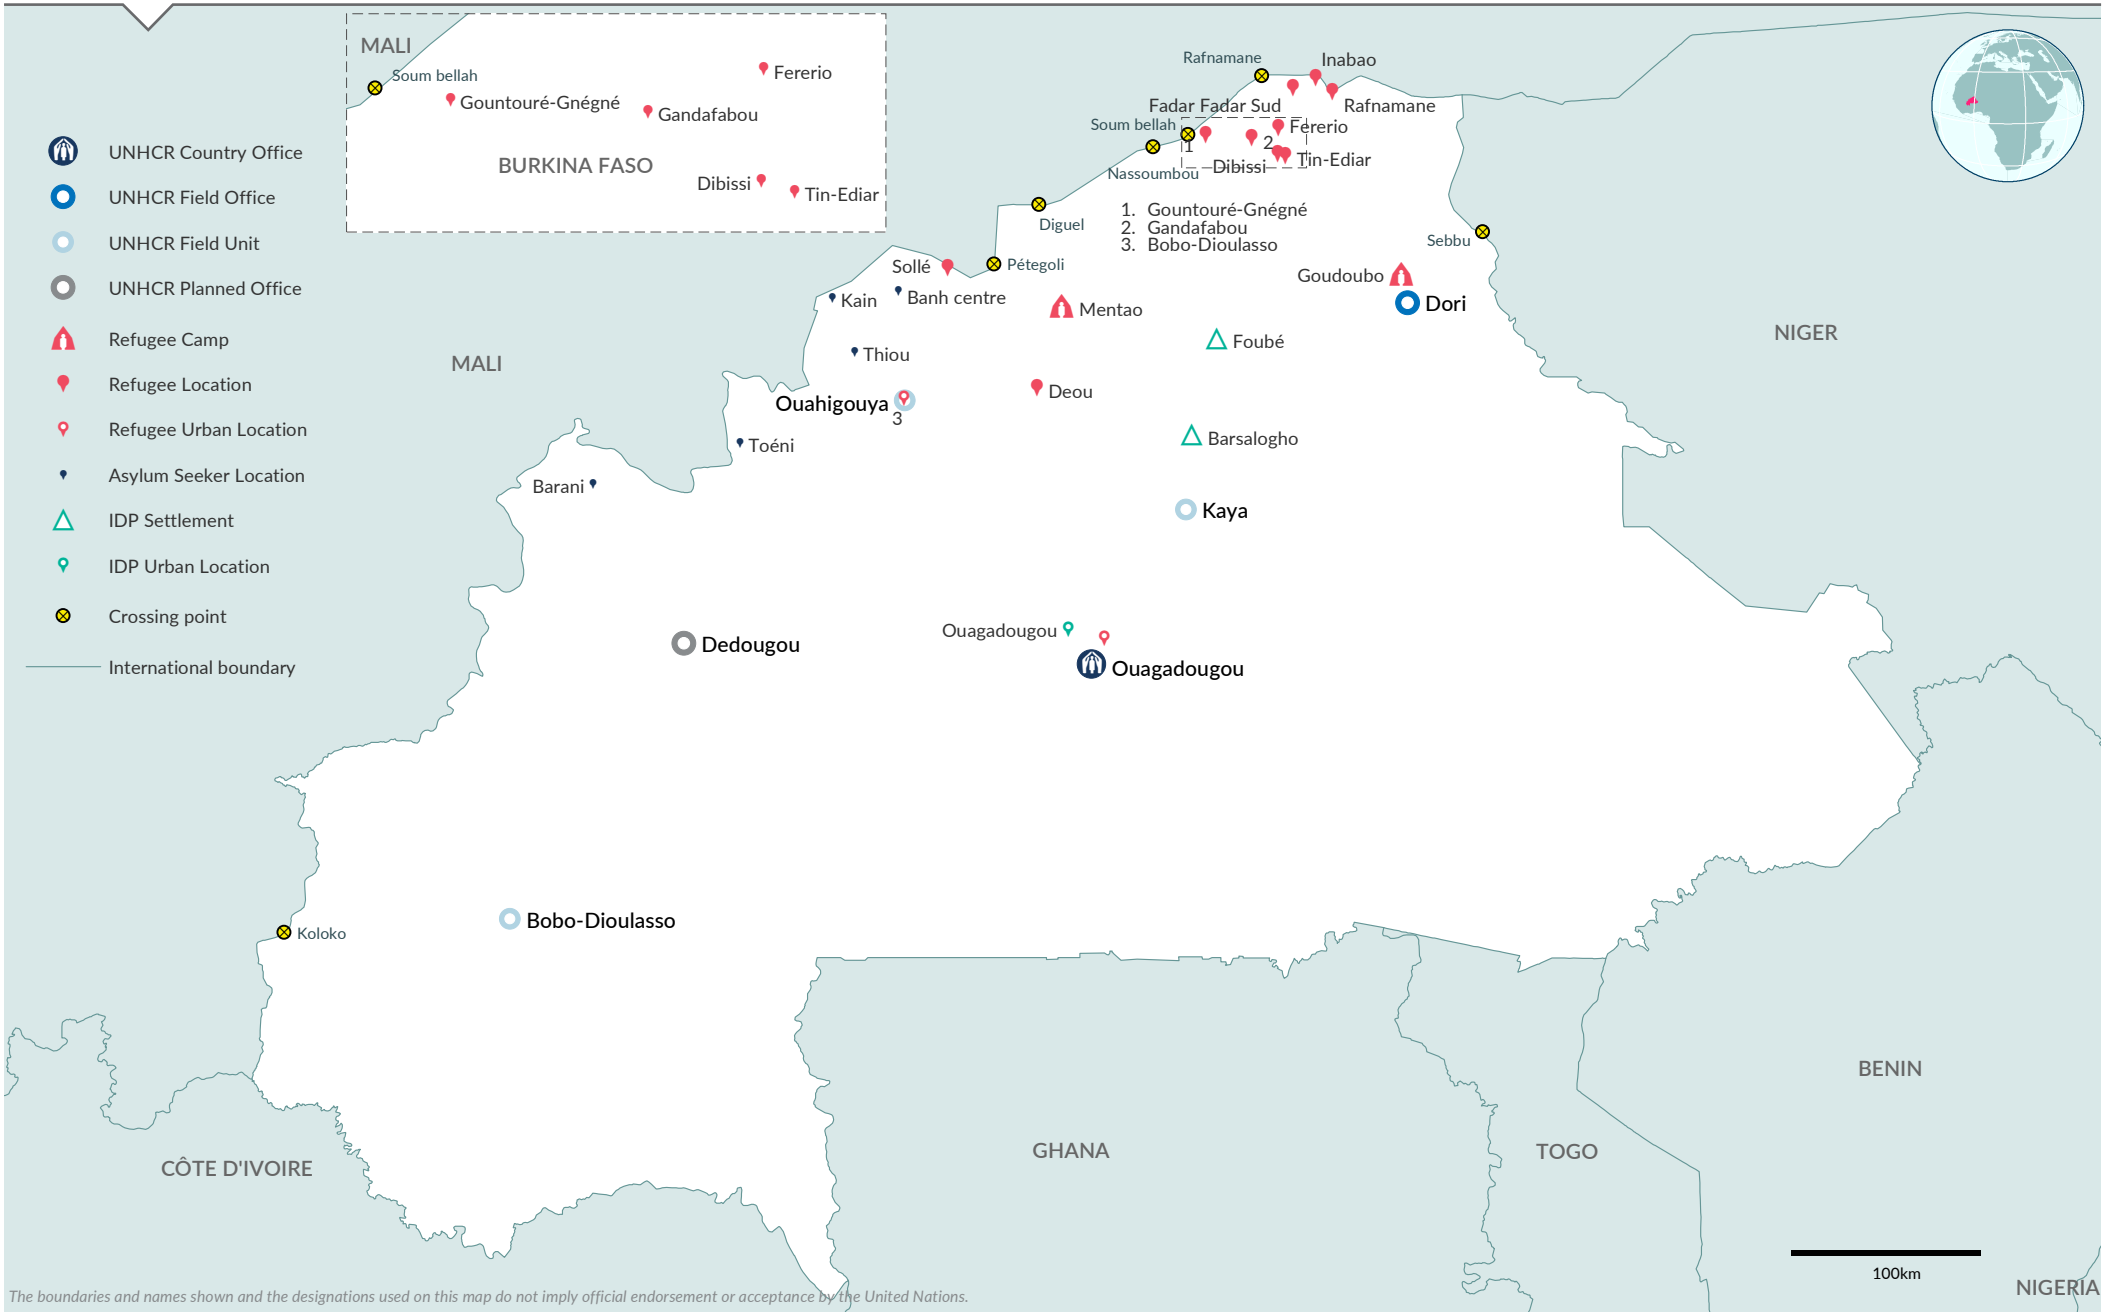 MALI
Soum bellah
Gountouré-Gnégné
Gandafabou
Fererio
BURKINA FASO
Dibissi
Tin-Ediar
UNHCR Country Office
UNHCR Field Office
UNHCR Field Unit
UNHCR Planned Office
Refugee Camp
Refugee Location
Refugee Urban Location
Asylum Seeker Location
IDP Settlement
IDP Urban Location
Crossing point
International boundary
Rafnamane
Inabao
Fadar Fadar Sud
Rafnamane
Soum bellah
Fererio
1
2
Dibissi
Tin-Ediar
Nassoumbou
Diguel
1. Gountouré-Gnégné
2. Gandafabou
3. Bobo-Dioulasso
Sebbu
Sollé
Pétegoli
Goudoubo
Kain
Banh centre
Mentao
Dori
NIGER
MALI
Thiou
Foubé
Ouahigouya
3
Deou
Toéni
Barsalogho
Barani
Kaya
Ouagadougou
Dedougou
Ouagadougou
Koloko
Bobo-Dioulasso
BENIN
GHANA
TOGO
CÔTE D'IVOIRE
100km
NIGERIA
The boundaries and names shown and the designations used on this map do not imply official endorsement or acceptance by the United Nations.